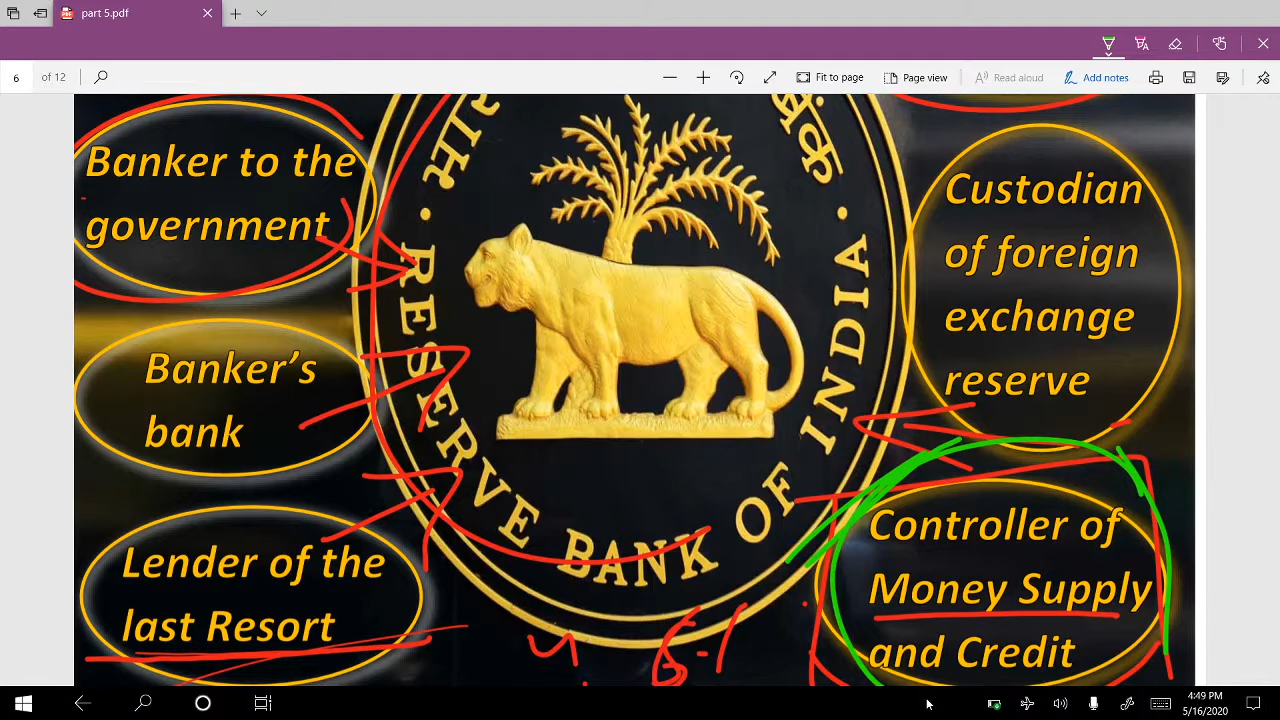 part 5.pdf
6 of 12
Fit to page
Page view
Read aloud
Add notes
Banker to the
government
Banker's
bank
Lender of the
last Resort
RESERVE BANK OF INDIA
Custodian
of foreign
exchange
reserve
Controller of
Money Supply
and Credit
4:49 PM
5/16/2020